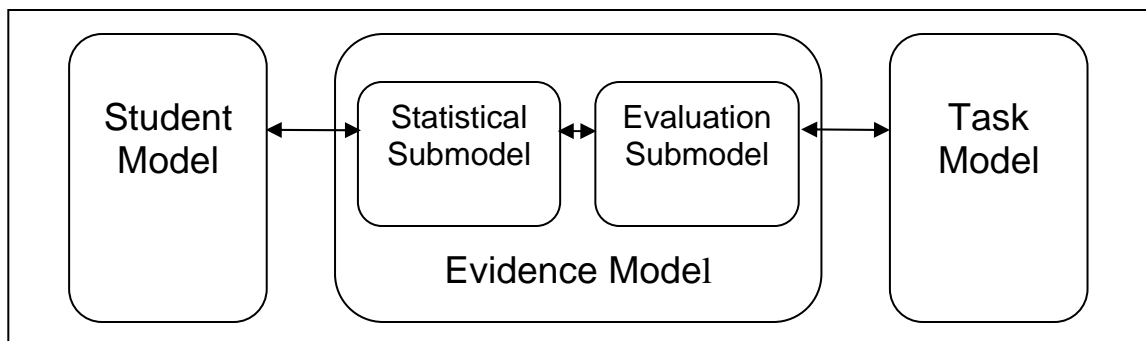 Student
Model
Statistical
Submodel
Evaluation
Submodel
Task
Model
Evidence Model